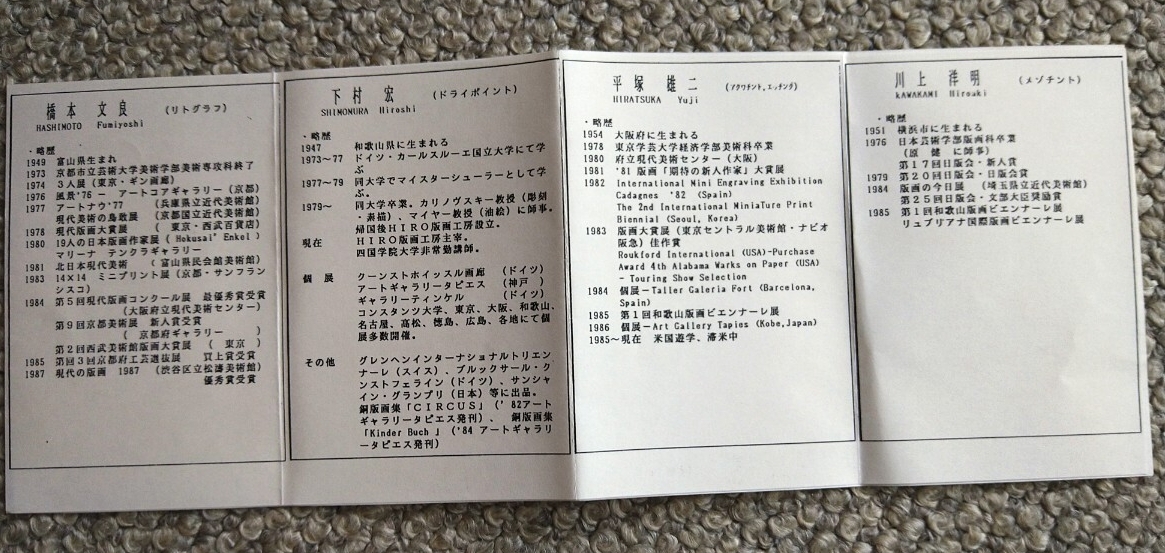 橋本 文良 (リトグラフ)
HASHIMOTO Fumiyoshi
・略歴
1949 富山県生まれ
1973 京都市立芸術大学美術学部美術専攻科終了
1974 3人展(東京・ギン画廊)
1976 風景'76 － アートコアギャラリー(京都)
1977 アートナウ'77 (兵庫県立近代美術館)
現代美術の鳥瞰展 (京都国立近代美術館)
1978 現代版画大賞展 (東京・西武百貨店)
1980 19人の日本版画作家展(Hokusai' Enkel)
マリーナ テンクラギャラリー
1981 北日本現代美術 (富山県民会館美術館)
1983 14×14 ミニプリント展(京都・サンフラン
シスコ)
1984 第5回現代版画コンクール展 最優秀賞受賞
(大阪府立現代美術センター)
第9回京都美術展 新人賞受賞
(京都府ギャラリー )
第2回西武美術館版画大賞展 ( 東京 )
1985 第回3回京都府工芸選抜展 買上賞受賞
1987 現代の版画 1987 (渋谷区立松濤美術館)
優秀賞受賞
下村 宏 (ドライポイント)
SHIMONURA Hiroshi
・略歴
1947 和歌山県に生まれる
1973~77 ドイツ・カールスルーエ国立大学にて学
ぶ
1977~79 同大学でマイスターシューラーとして学
ぶ.
1979~ 同大学卒業。カリノヴスキー教授(彫刻
・素描)、マイヤー教授(油絵)に師事。
帰国後HIRO版画工房設立。
現在 HIRO版画工房主宰。
四国学院大学非常勤講師。
個 展 クーンストホイッスル画廊 (ドイツ)
アートギャラリータピエス (神戸 )
ギャラリーティンケル (ドイツ)
コンスタンツ大学、東京、大阪、和歌山、
名古屋、高松、徳島、広島、各地にて個
展多数開催。
その他 グレンヘンインターナショナルトリエン
ナーレ(スイス)、ブルックサール・ク
ンストフェライン(ドイツ)、サンシャ
イン・グランプリ(日本)等に出品。
銅版画集「CIRCUS」('82アート
ギャラリータピエス発刊)、 銅版画集
「Kinder Buch 」('84 アートギャラリ
ータピエス発刊)
平塚 雄二 (アクワチント,エッチング)
HIRATSUKA Yuji
・略歴
1954 大阪府に生まれる
1978 東京学芸大学経済学部美術科卒業
1980 府立現代美術センター(大阪)
1981 '81 版画「期待の新人作家」大賞展
1982 International Mini Engraving Exhibition
Cadagnes '82 (Spain)
The 2nd International MiniaTure Print
Biennial (Seoul, Korea)
1983 版画大賞展(東京セントラル美術館・ナビオ
阪急)佳作賞
Roukford International (USA)-Purchase
Award 4th Alabama Warks on Paper (USA)
- Touring Show Selection
1984 個展-Taller Galeria Fort (Barcelona,
Spain)
1985 第1回和歌山版画ビエンナーレ展
1986 個展-Art Gallery Tapies (Kobe,Japan)
1985~現在 米国遊学、滞米中
川上 洋明 (メゾチント)
KAWAKAMI Hiroaki
・略歴
1951 横浜市に生まれる
1976 日本芸術学部版画科卒業
(原 健 に師事)
第17回日版会・新人賞
1979 第20回日版会・日版会賞
1984 版画の今日展 (埼玉県立近代美術館)
第25回日版会・文部大臣奨励賞
1985 第1回和歌山版画ビエンナーレ展
リュブリアナ国際版画ビエンナーレ展